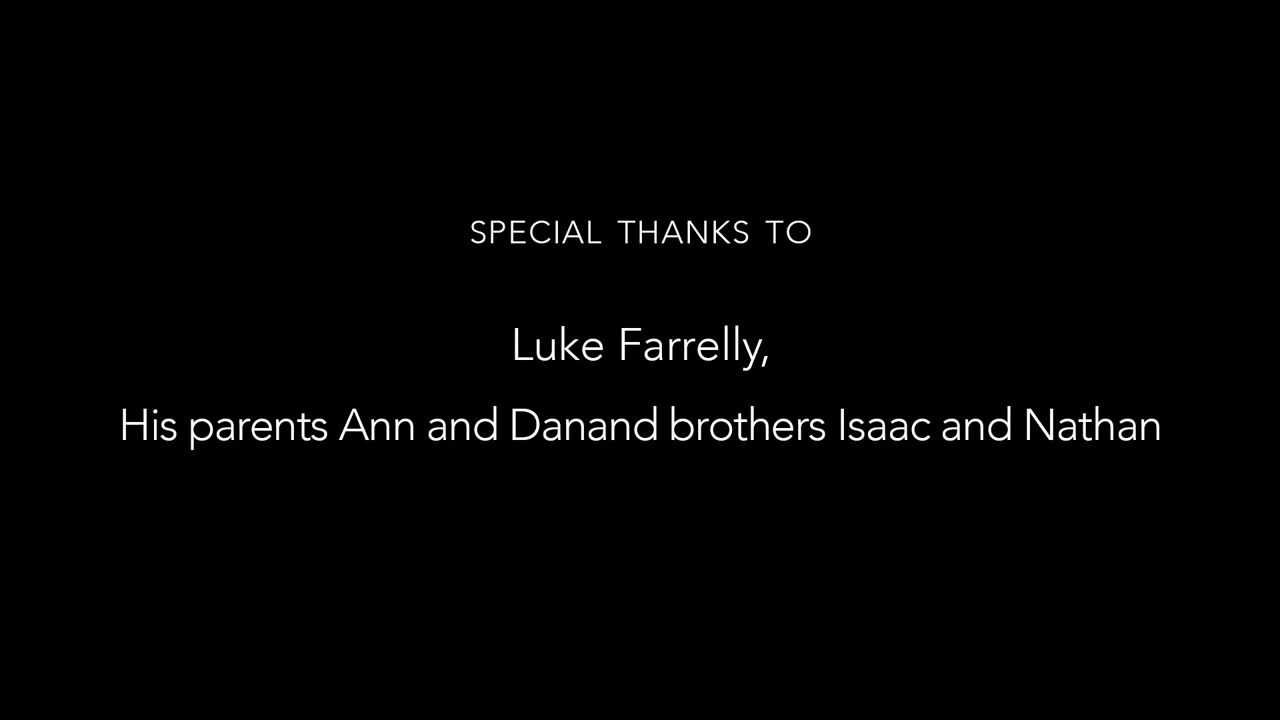 SPECIAL THANKS TO
Luke Farrelly,
His parents Ann and Danand brothers Isaac and Nathan